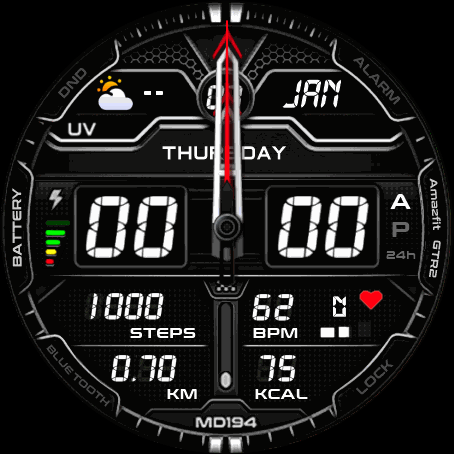 DND
ALARM
--
JAN
UV
THURSDAY
BATTERY
00
00
A
P
24h
Amazfit GTR2
1000
STEPS
62
BPM
0.70
KM
75
KCAL
BLUETOOTH
LOCK
MD194